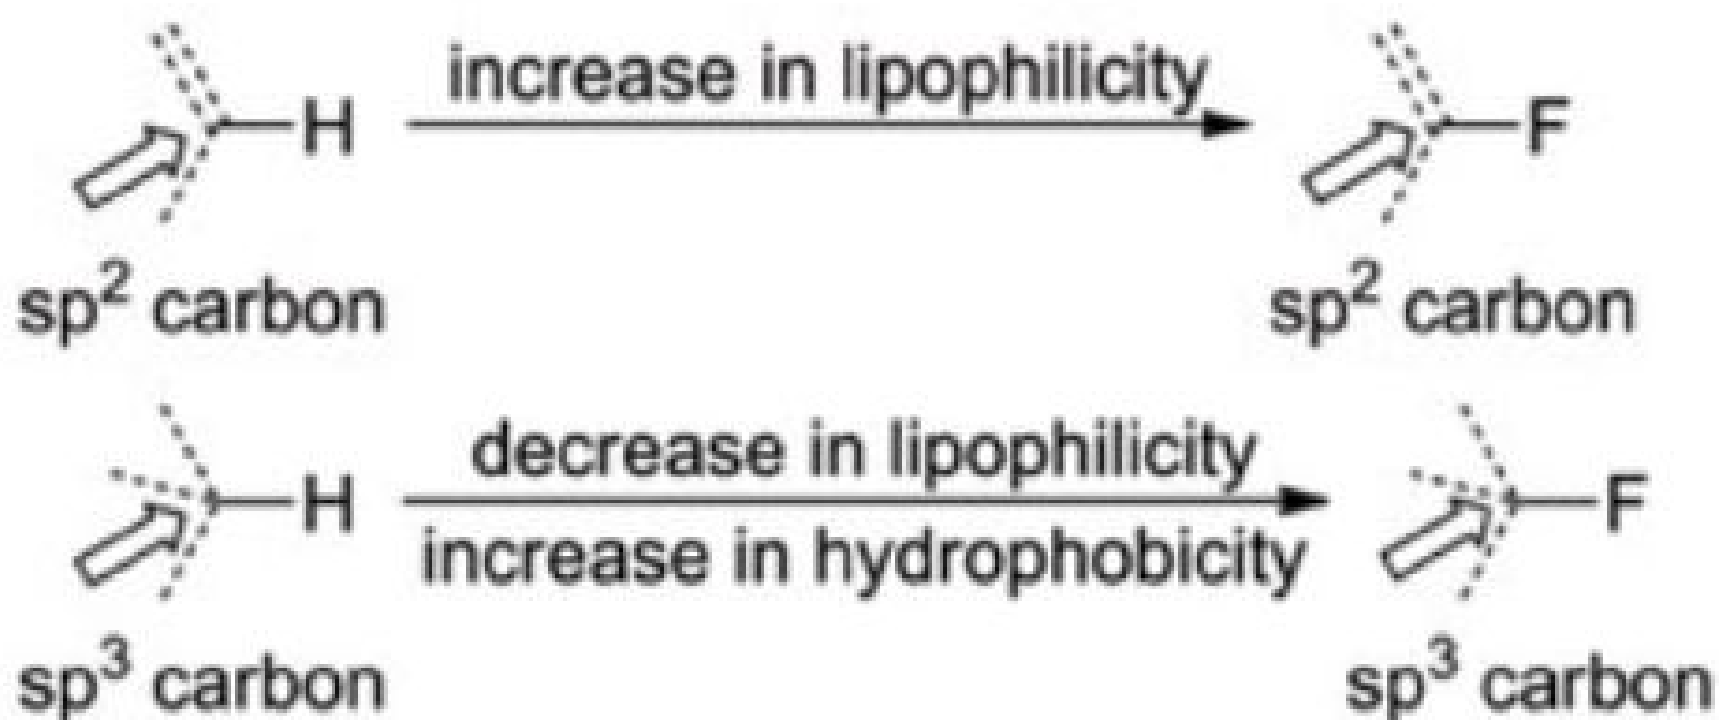 H increase in lipophilicity F
sp² carbon sp² carbon
decrease in lipophilicity
H F
increase in hydrophobicity
sp³ carbon sp³ carbon